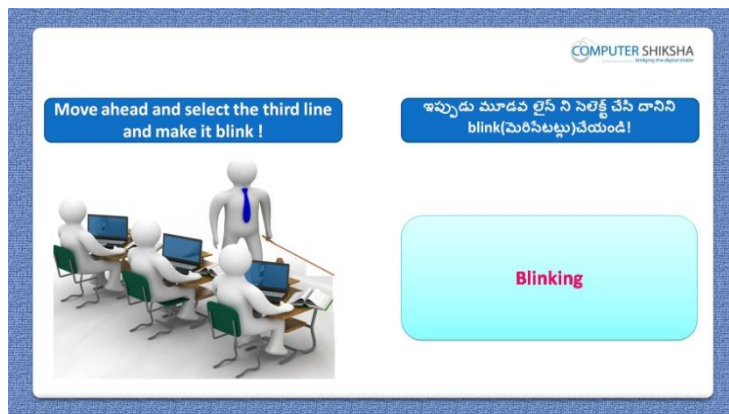 COMPUTER SHIKSHA
bridging the digital divide
Move ahead and select the third line
and make it blink !
ఇప్పుడు మూడవ లైన్ ని సెలెక్ట్ చేసి దానిని
blink(మెరిసేటట్లు)చేయండి!
Blinking